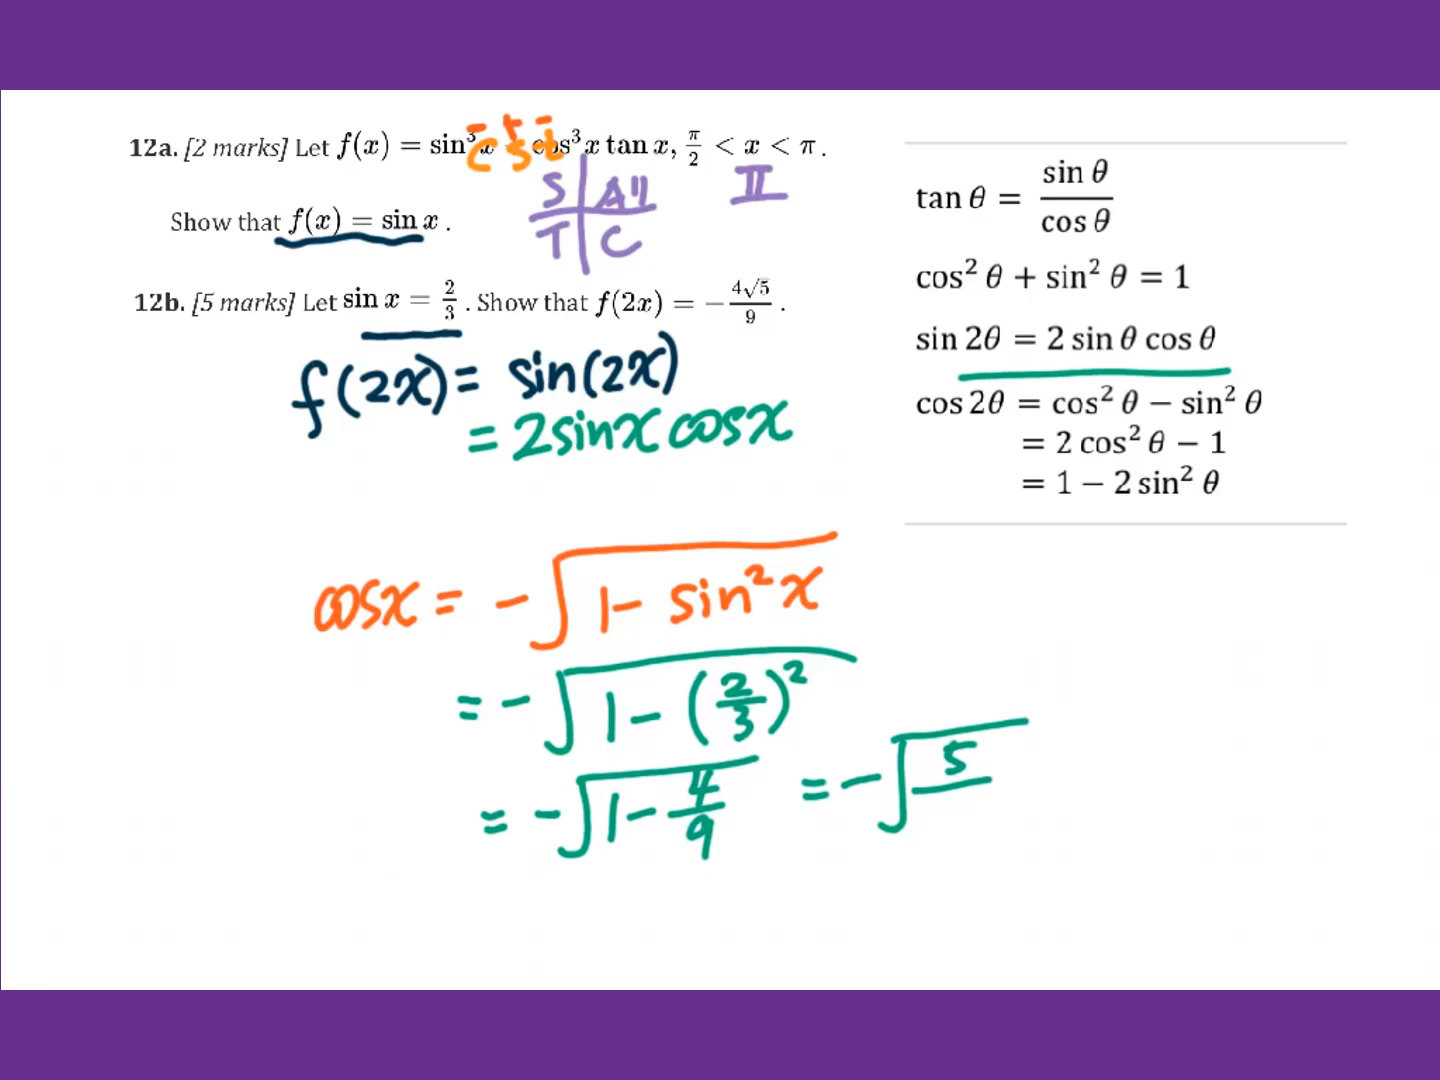 12a. [2 marks] Let f(x) = sin³ x + cos³ x tan x, π/2 < x < π .
c̄ s⁺ t̄
S All
T C
II
Show that f(x) = sin x .
12b. [5 marks] Let sin x = 2/3 . Show that f(2x) = − 4√5/9 .
f(2x) = sin(2x)
= 2sinx cosx
cosx = −√(1 − sin²x)
= −√(1 − (2/3)²)
= −√(1 − 4/9) = −√(5
tan θ = sin θ/cos θ
cos² θ + sin² θ = 1
sin 2θ = 2 sin θ cos θ
cos 2θ = cos² θ − sin² θ
= 2 cos² θ − 1
= 1 − 2 sin² θ